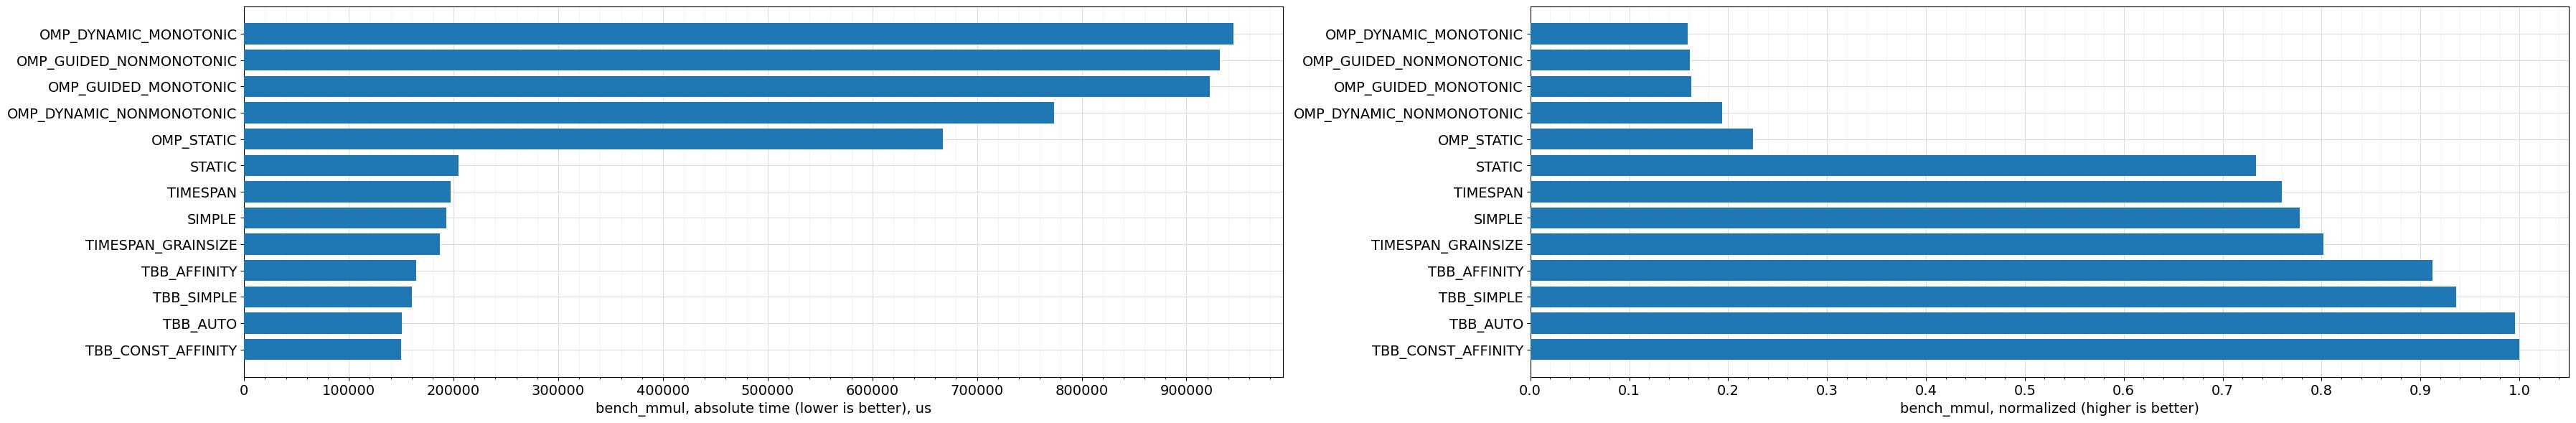 OMP_DYNAMIC_MONOTONIC
OMP_GUIDED_NONMONOTONIC
OMP_GUIDED_MONOTONIC
OMP_DYNAMIC_NONMONOTONIC
OMP_STATIC
STATIC
TIMESPAN
SIMPLE
TIMESPAN_GRAINSIZE
TBB_AFFINITY
TBB_SIMPLE
TBB_AUTO
TBB_CONST_AFFINITY
0 100000 200000 300000 400000 500000 600000 700000 800000 900000
bench_mmul, absolute time (lower is better), us
OMP_DYNAMIC_MONOTONIC
OMP_GUIDED_NONMONOTONIC
OMP_GUIDED_MONOTONIC
OMP_DYNAMIC_NONMONOTONIC
OMP_STATIC
STATIC
TIMESPAN
SIMPLE
TIMESPAN_GRAINSIZE
TBB_AFFINITY
TBB_SIMPLE
TBB_AUTO
TBB_CONST_AFFINITY
0.0 0.1 0.2 0.3 0.4 0.5 0.6 0.7 0.8 0.9 1.0
bench_mmul, normalized (higher is better)